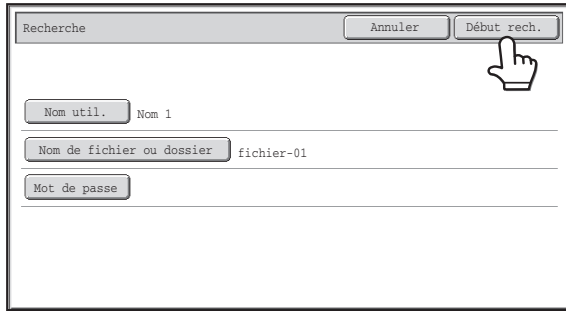 Recherche Annuler Début rech.
Nom util. Nom 1
Nom de fichier ou dossier fichier-01
Mot de passe